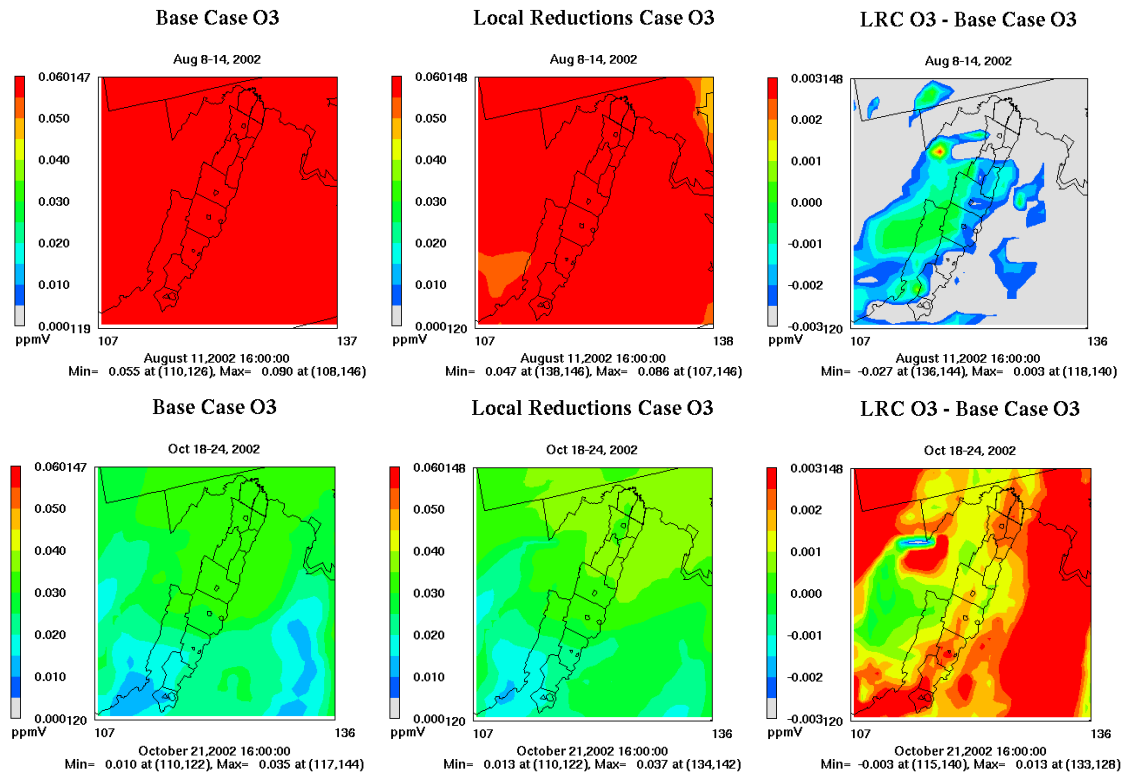 Base Case O3
Aug 8-14, 2002
0.060147
0.050
0.040
0.030
0.020
0.010
0.000119
ppmV
107 137
August 11,2002 16:00:00
Min= 0.055 at (110,126), Max= 0.090 at (108,146)
Local Reductions Case O3
Aug 8-14, 2002
0.060148
0.050
0.040
0.030
0.020
0.010
0.000120
ppmV
107 138
August 11,2002 16:00:00
Min= 0.047 at (138,146), Max= 0.086 at (107,146)
LRC O3 - Base Case O3
Aug 8-14, 2002
0.003148
0.002
0.001
0.000
-0.001
-0.002
-0.003120
ppmV
107 136
August 11,2002 16:00:00
Min= -0.027 at (136,144), Max= 0.003 at (118,140)
Base Case O3
Oct 18-24, 2002
0.060147
0.050
0.040
0.030
0.020
0.010
0.000120
ppmV
107 136
October 21,2002 16:00:00
Min= 0.010 at (110,122), Max= 0.035 at (117,144)
Local Reductions Case O3
Oct 18-24, 2002
0.060148
0.050
0.040
0.030
0.020
0.010
0.000120
ppmV
107 138
October 21,2002 16:00:00
Min= 0.013 at (110,122), Max= 0.037 at (134,142)
LRC O3 - Base Case O3
Oct 18-24, 2002
0.003148
0.002
0.001
0.000
-0.001
-0.002
-0.003120
ppmV
107 136
October 21,2002 16:00:00
Min= -0.003 at (115,140), Max= 0.013 at (133,128)